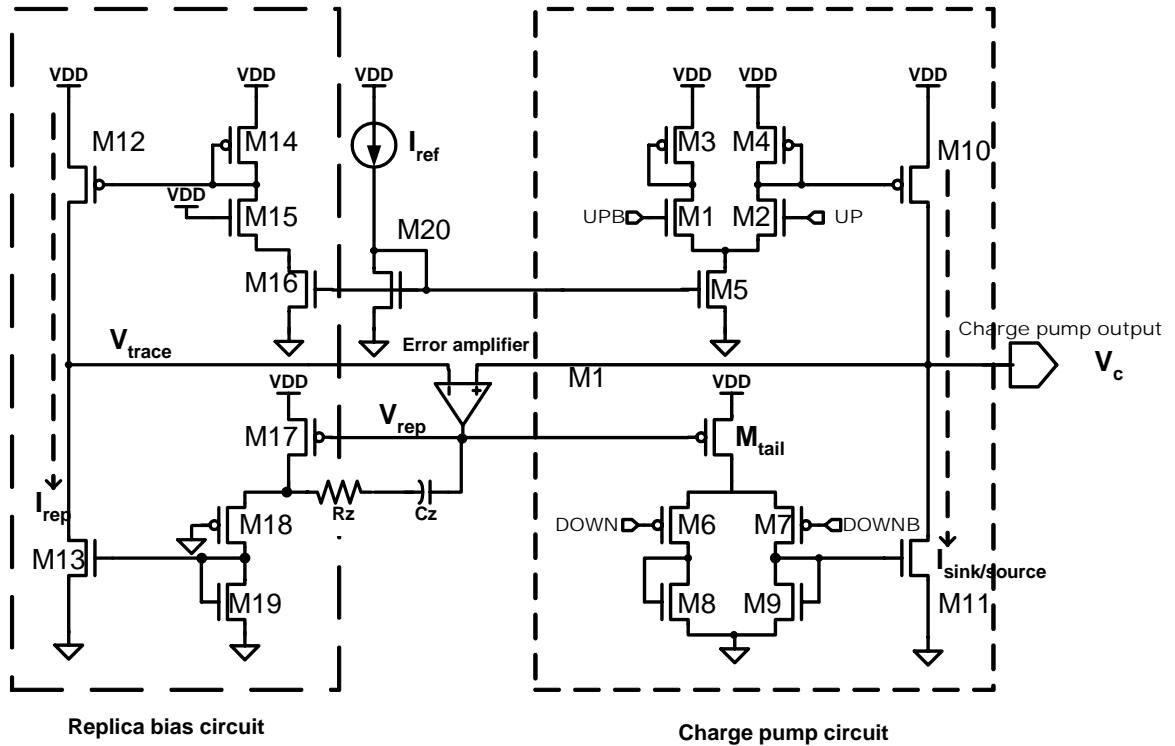 VDD
VDD
VDD
VDD
VDD
VDD
M12
M14
I_ref
M3
M4
M10
VDD
M15
UPB
M1
M2
UP
M20
M16
M5
V_trace
Error amplifier
Charge pump output
M1
V_c
VDD
VDD
M17
V_rep
M_tail
I_rep
M18
Rz
Cz
DOWN
M6
M7
DOWNB
M13
I_sink/source
M19
M8
M9
M11
Replica bias circuit
Charge pump circuit